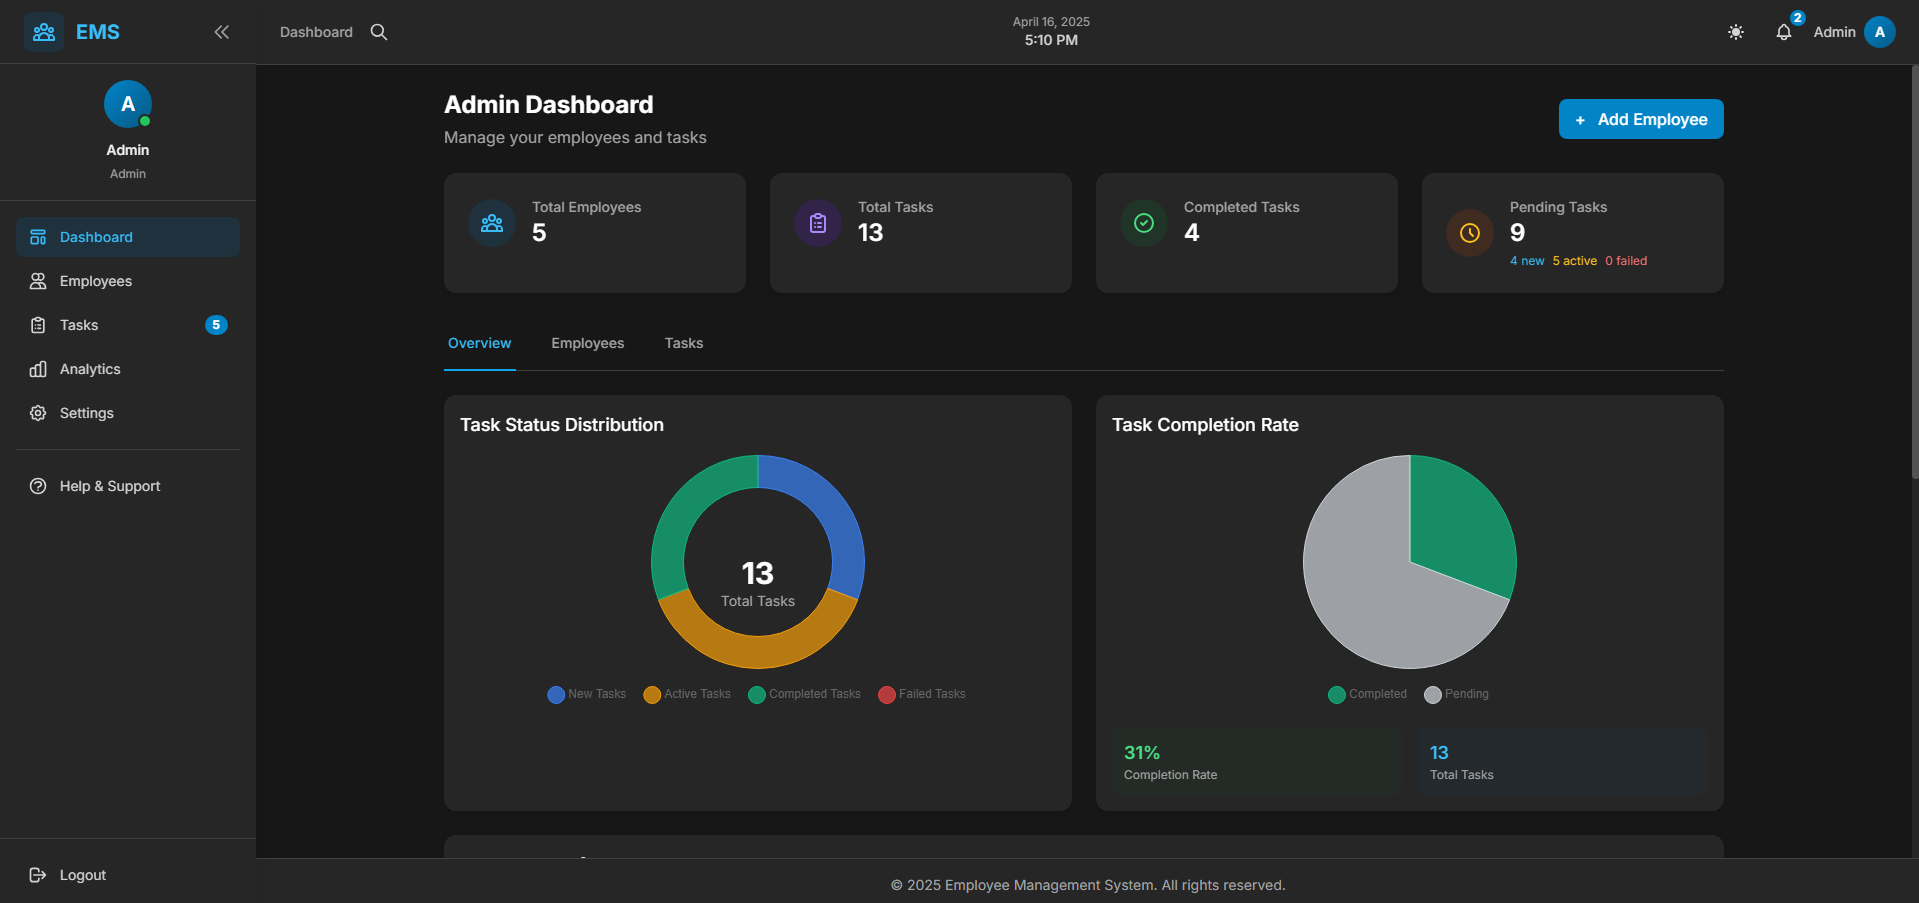 EMS
Dashboard
April 16, 2025
5:10 PM
2
Admin
A
A
Admin
Admin
Dashboard
Employees
Tasks
5
Analytics
Settings
Help & Support
Logout
Admin Dashboard
Manage your employees and tasks
+ Add Employee
Total Employees
5
Total Tasks
13
Completed Tasks
4
Pending Tasks
9
4 new 5 active 0 failed
Overview
Employees
Tasks
Task Status Distribution
13
Total Tasks
New Tasks
Active Tasks
Completed Tasks
Failed Tasks
Task Completion Rate
Completed
Pending
31%
Completion Rate
13
Total Tasks
© 2025 Employee Management System. All rights reserved.